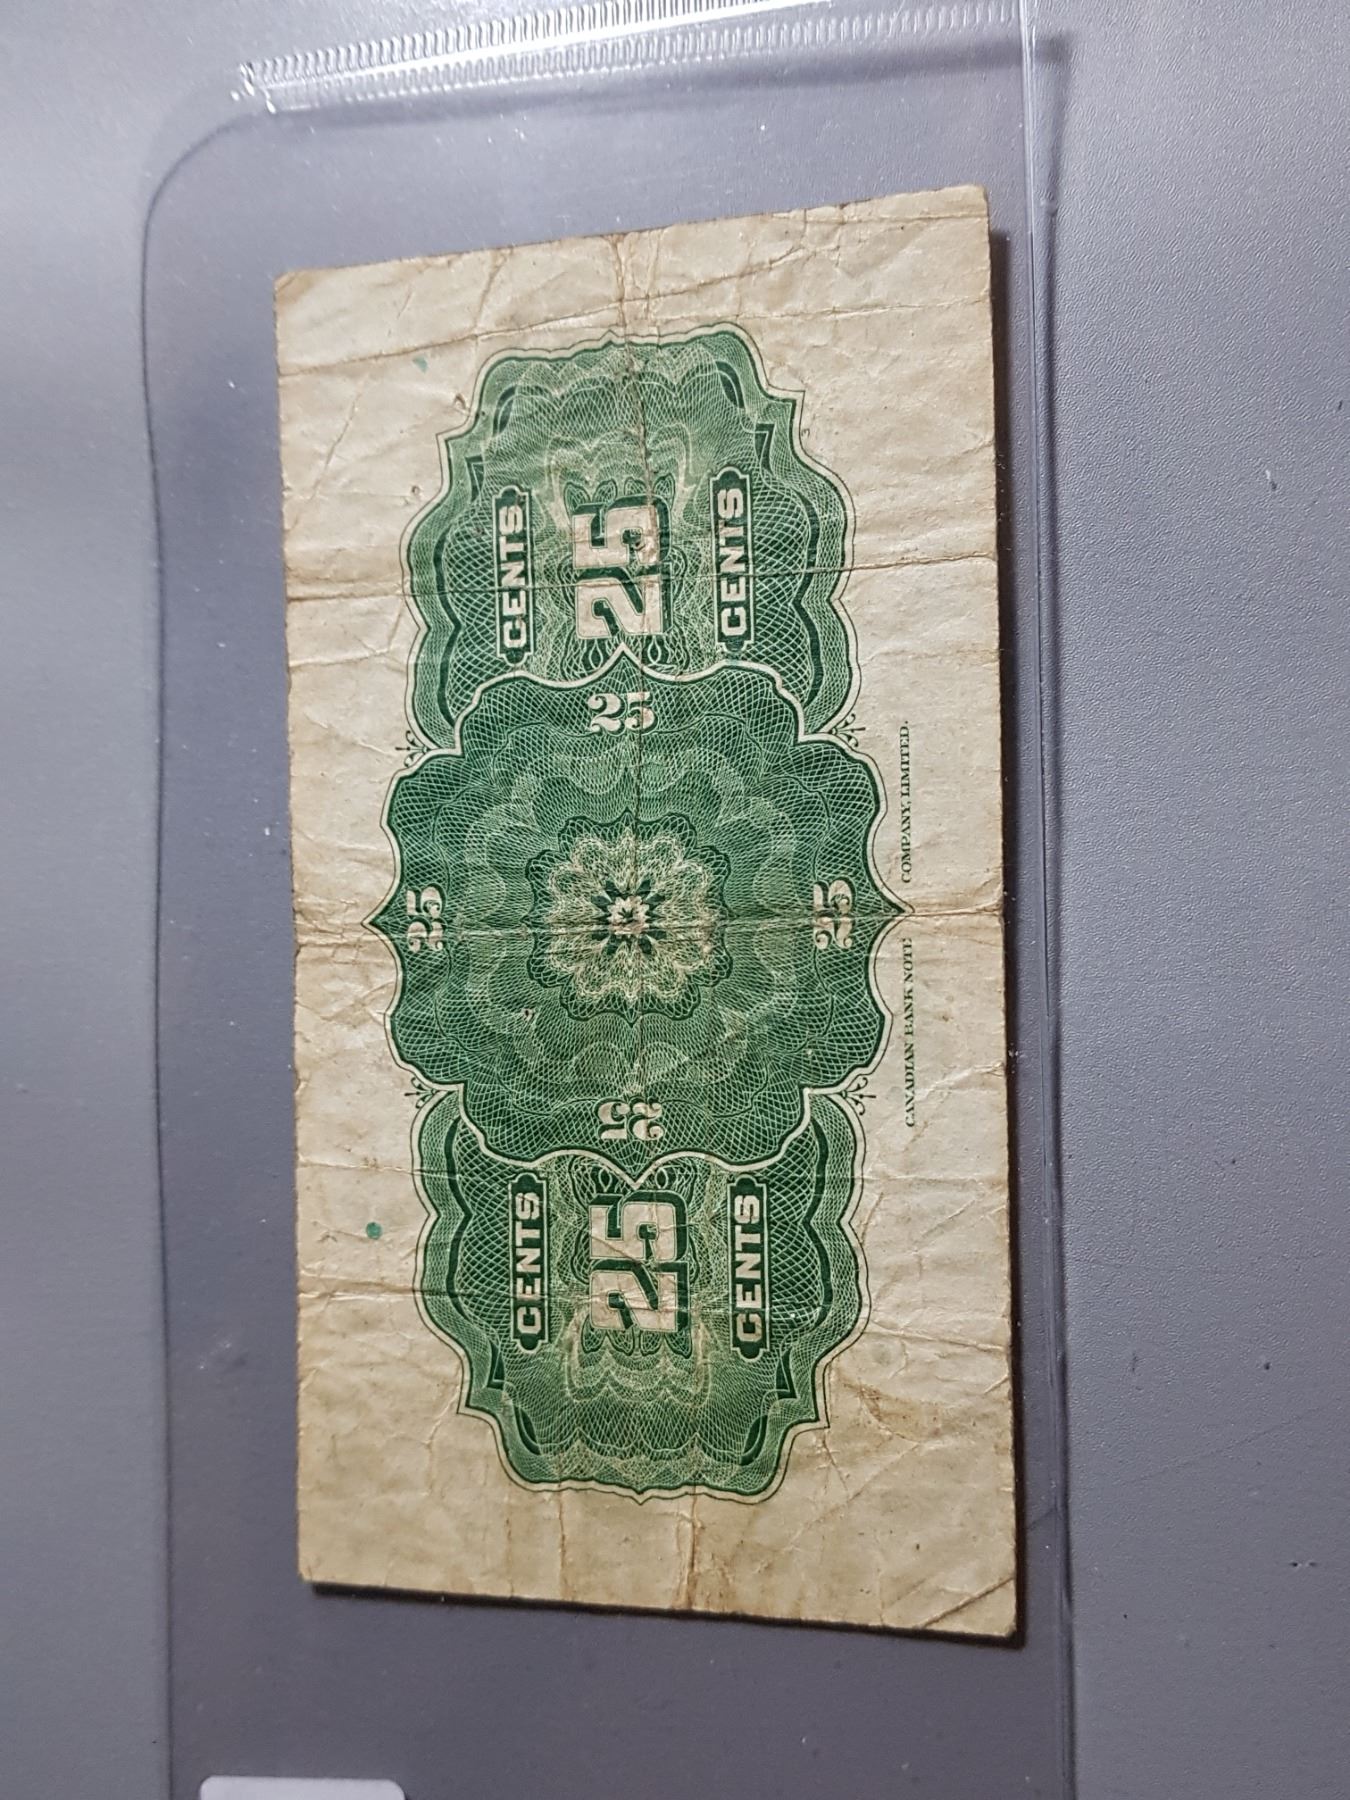 CENTS 25 CENTS
25 25 25 25
CENTS 25 CENTS
CANADIAN BANK NOTE COMPANY, LIMITED.